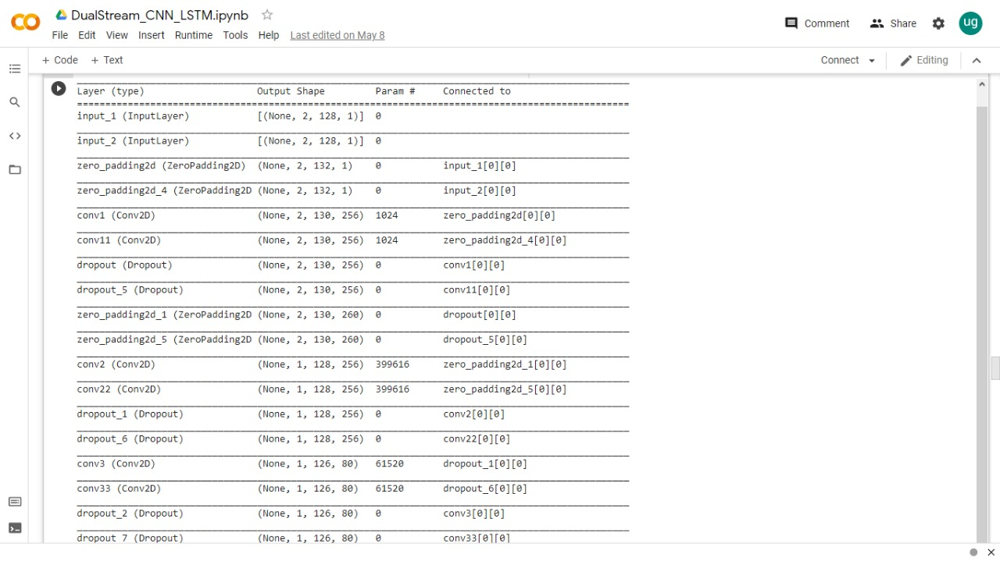 DualStream_CNN_LSTM.ipynb
File Edit View Insert Runtime Tools Help Last edited on May 8
Comment Share ug
+ Code + Text Connect Editing
Layer (type) Output Shape Param # Connected to
input_1 (InputLayer) [(None, 2, 128, 1)] 0
input_2 (InputLayer) [(None, 2, 128, 1)] 0
zero_padding2d (ZeroPadding2D) (None, 2, 132, 1) 0 input_1[0][0]
zero_padding2d_4 (ZeroPadding2D (None, 2, 132, 1) 0 input_2[0][0]
conv1 (Conv2D) (None, 2, 130, 256) 1024 zero_padding2d[0][0]
conv11 (Conv2D) (None, 2, 130, 256) 1024 zero_padding2d_4[0][0]
dropout (Dropout) (None, 2, 130, 256) 0 conv1[0][0]
dropout_5 (Dropout) (None, 2, 130, 256) 0 conv11[0][0]
zero_padding2d_1 (ZeroPadding2D (None, 2, 130, 260) 0 dropout[0][0]
zero_padding2d_5 (ZeroPadding2D (None, 2, 130, 260) 0 dropout_5[0][0]
conv2 (Conv2D) (None, 1, 128, 256) 399616 zero_padding2d_1[0][0]
conv22 (Conv2D) (None, 1, 128, 256) 399616 zero_padding2d_5[0][0]
dropout_1 (Dropout) (None, 1, 128, 256) 0 conv2[0][0]
dropout_6 (Dropout) (None, 1, 128, 256) 0 conv22[0][0]
conv3 (Conv2D) (None, 1, 126, 80) 61520 dropout_1[0][0]
conv33 (Conv2D) (None, 1, 126, 80) 61520 dropout_6[0][0]
dropout_2 (Dropout) (None, 1, 126, 80) 0 conv3[0][0]
dropout_7 (Dropout) (None, 1, 126, 80) 0 conv33[0][0]